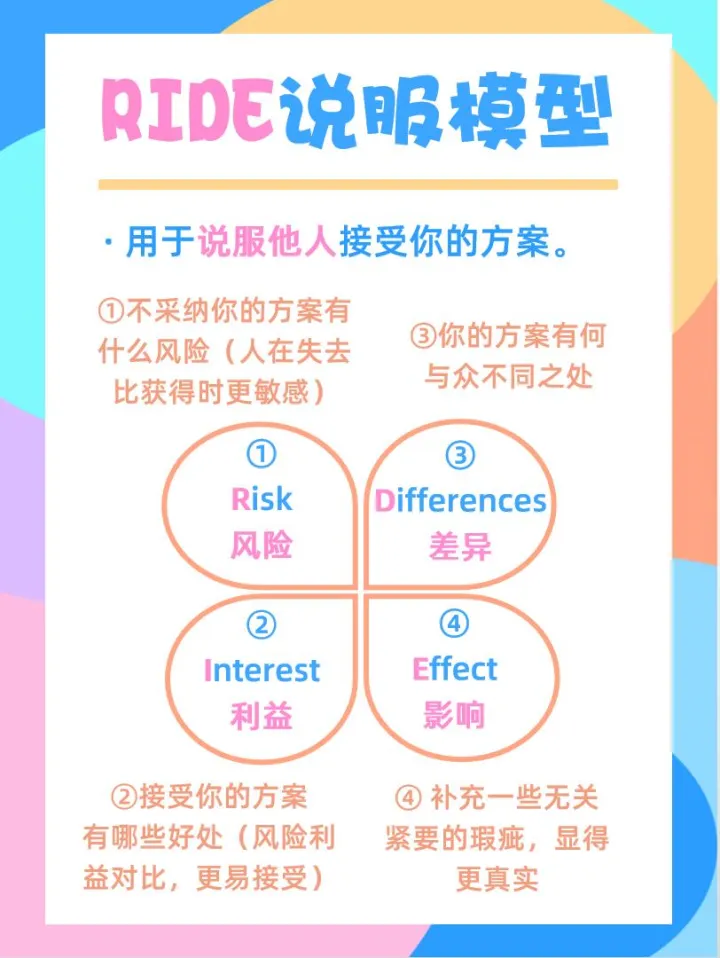 RIDE说服模型
·用于说服他人接受你的方案。
①不采纳你的方案有
什么风险（人在失去
比获得时更敏感）
③你的方案有何
与众不同之处
①
Risk
风险
③
Differences
差异
②
Interest
利益
④
Effect
影响
②接受你的方案
有哪些好处（风险利
益对比，更易接受）
④ 补充一些无关
紧要的瑕疵，显得
更真实